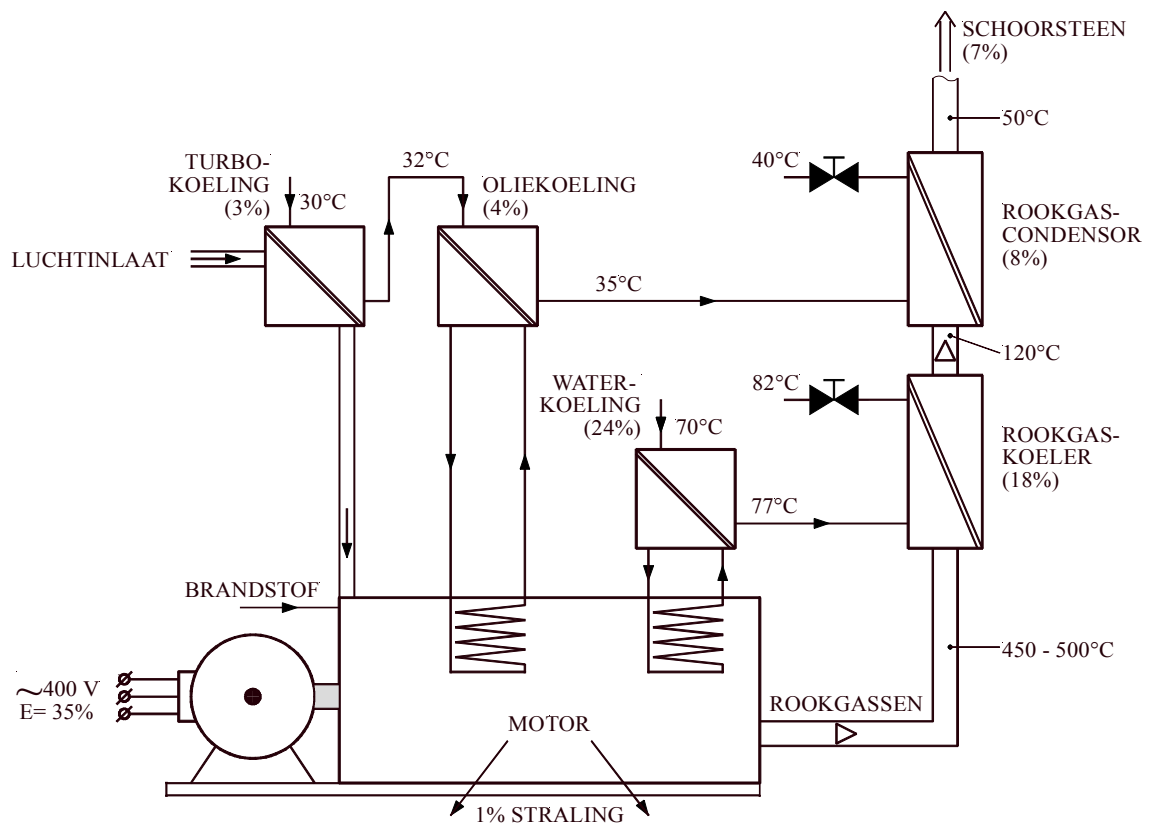 SCHOORSTEEN
(7%)
50°C
TURBO-
KOELING
(3%)
30°C
32°C
OLIEKOELING
(4%)
40°C
ROOKGAS-
CONDENSOR
(8%)
LUCHTINLAAT
35°C
120°C
WATER-
KOELING
(24%)
70°C
82°C
ROOKGAS-
KOELER
(18%)
77°C
BRANDSTOF
450 - 500°C
~400 V
E= 35%
MOTOR
ROOKGASSEN
1% STRALING